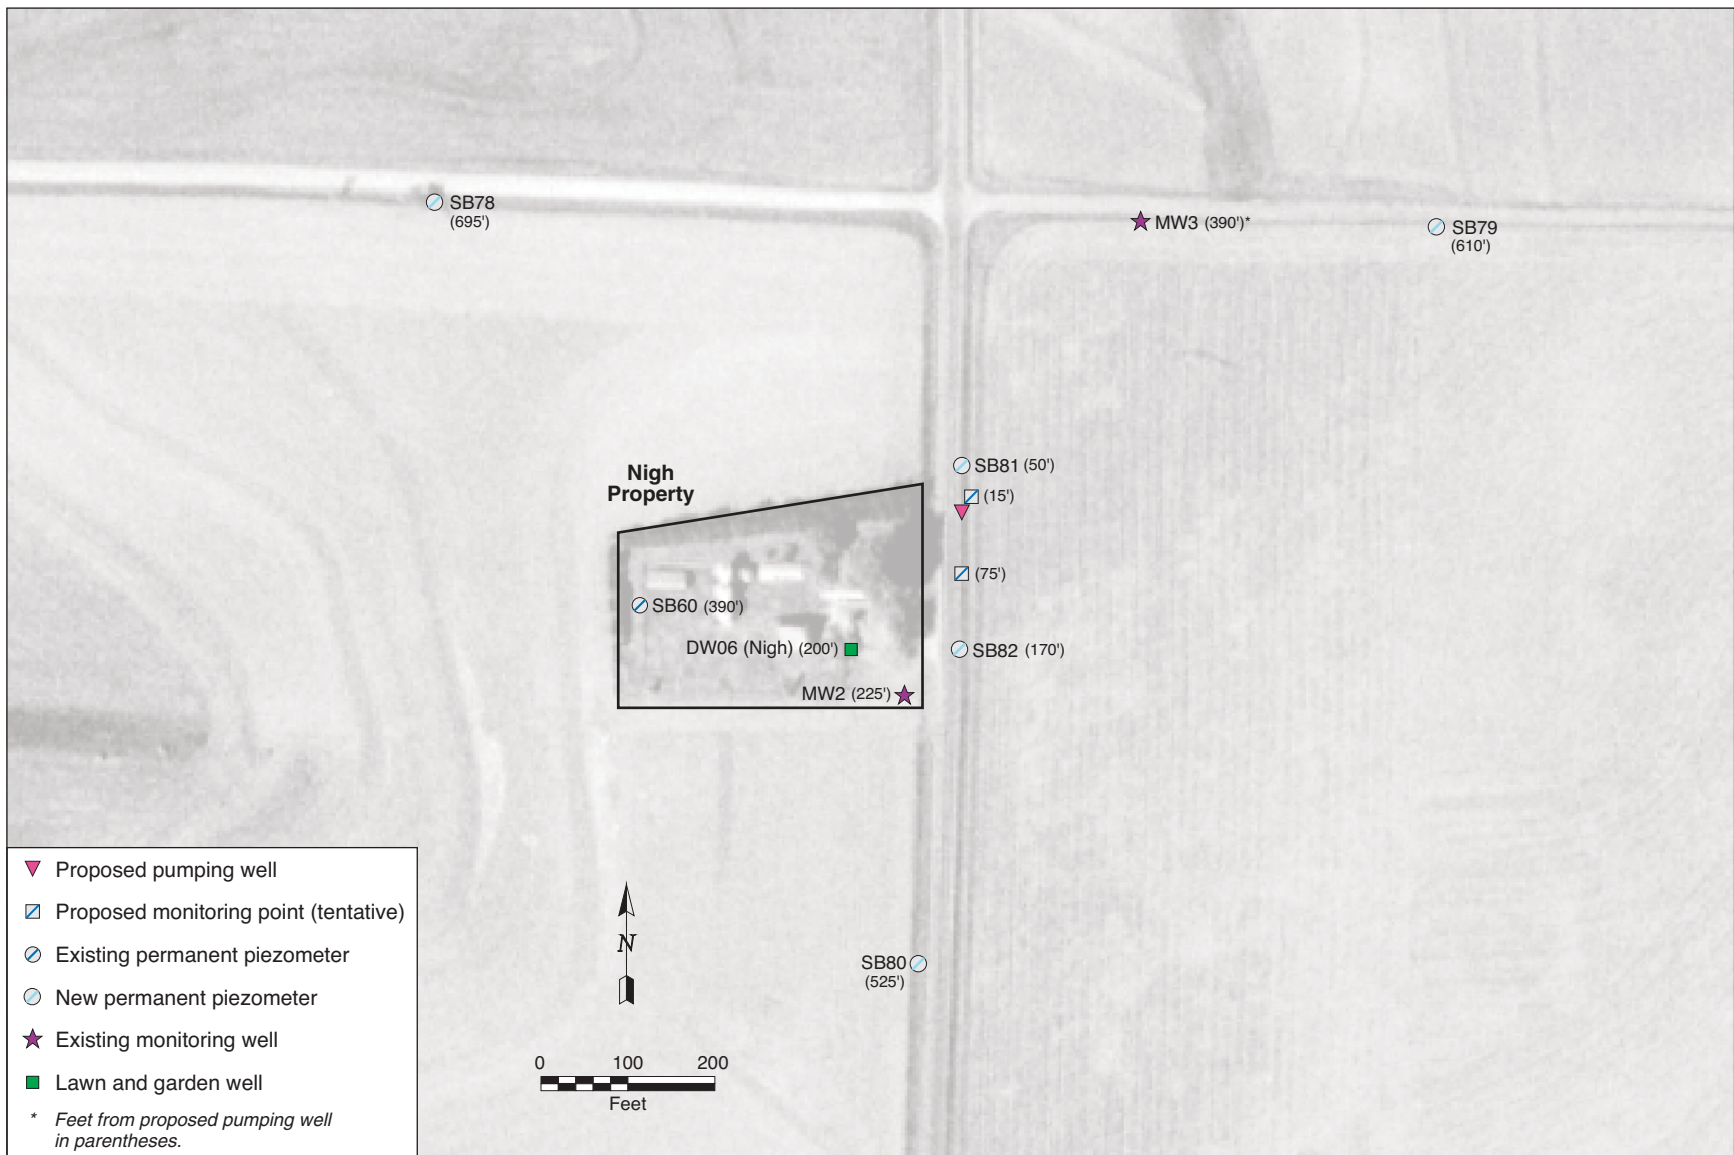 SB78
(695')
MW3 (390')*
SB79
(610')
Nigh
Property
SB81 (50')
(15')
(75')
SB60 (390')
DW06 (Nigh) (200')
SB82 (170')
MW2 (225')
SB80
(525')
Proposed pumping well
Proposed monitoring point (tentative)
Existing permanent piezometer
New permanent piezometer
Existing monitoring well
Lawn and garden well
* Feet from proposed pumping well
in parentheses.
N
0 100 200
Feet